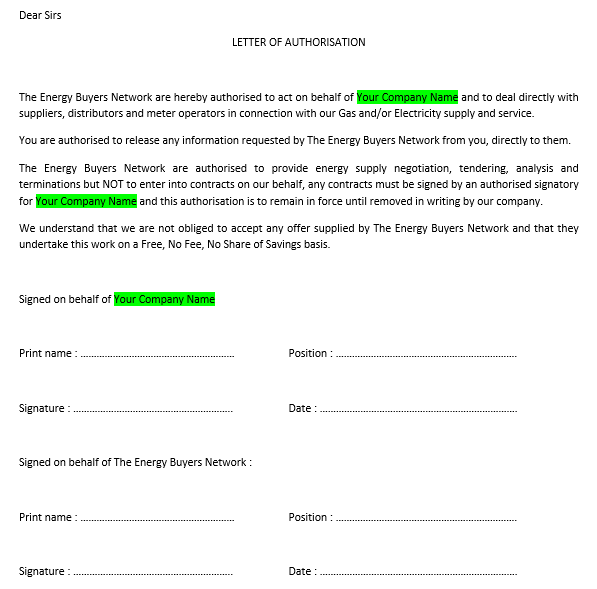 Dear Sirs
LETTER OF AUTHORISATION
The Energy Buyers Network are hereby authorised to act on behalf of Your Company Name and to deal directly with
suppliers, distributors and meter operators in connection with our Gas and/or Electricity supply and service.
You are authorised to release any information requested by The Energy Buyers Network from you, directly to them.
The Energy Buyers Network are authorised to provide energy supply negotiation, tendering, analysis and
terminations but NOT to enter into contracts on our behalf, any contracts must be signed by an authorised signatory
for Your Company Name and this authorisation is to remain in force until removed in writing by our company.
We understand that we are not obliged to accept any offer supplied by The Energy Buyers Network and that they
undertake this work on a Free, No Fee, No Share of Savings basis.
Signed on behalf of Your Company Name
Print name : ........................................................ Position : ..................................................................
Signature : .......................................................... Date : ........................................................................
Signed on behalf of The Energy Buyers Network :
Print name : ........................................................ Position : ..................................................................
Signature : .......................................................... Date : ........................................................................